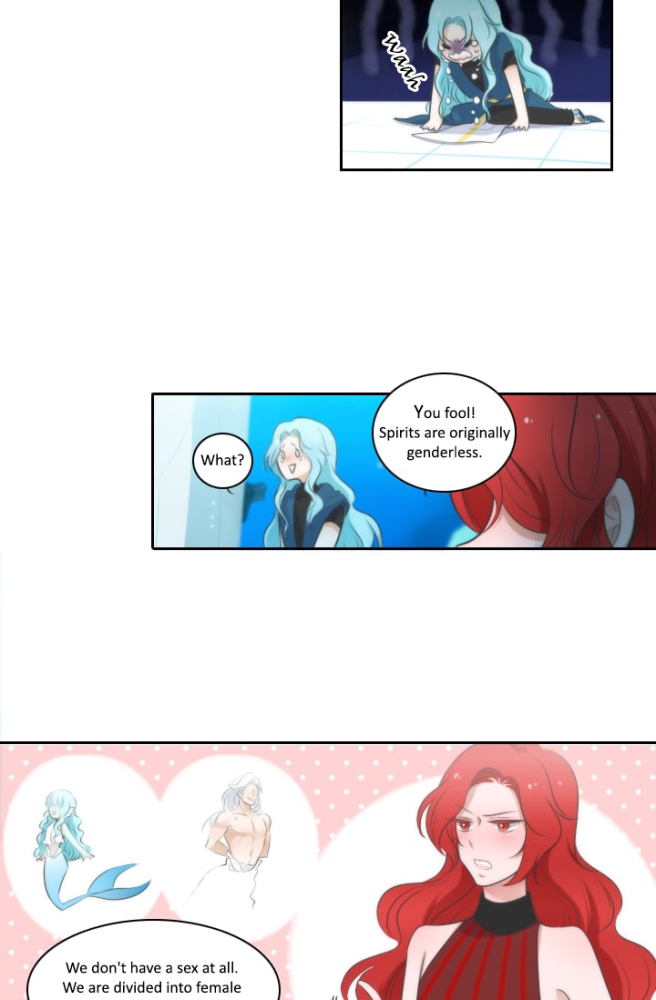 waah
What?
You fool!
Spirits are originally
genderless.
We don't have a sex at all.
We are divided into female